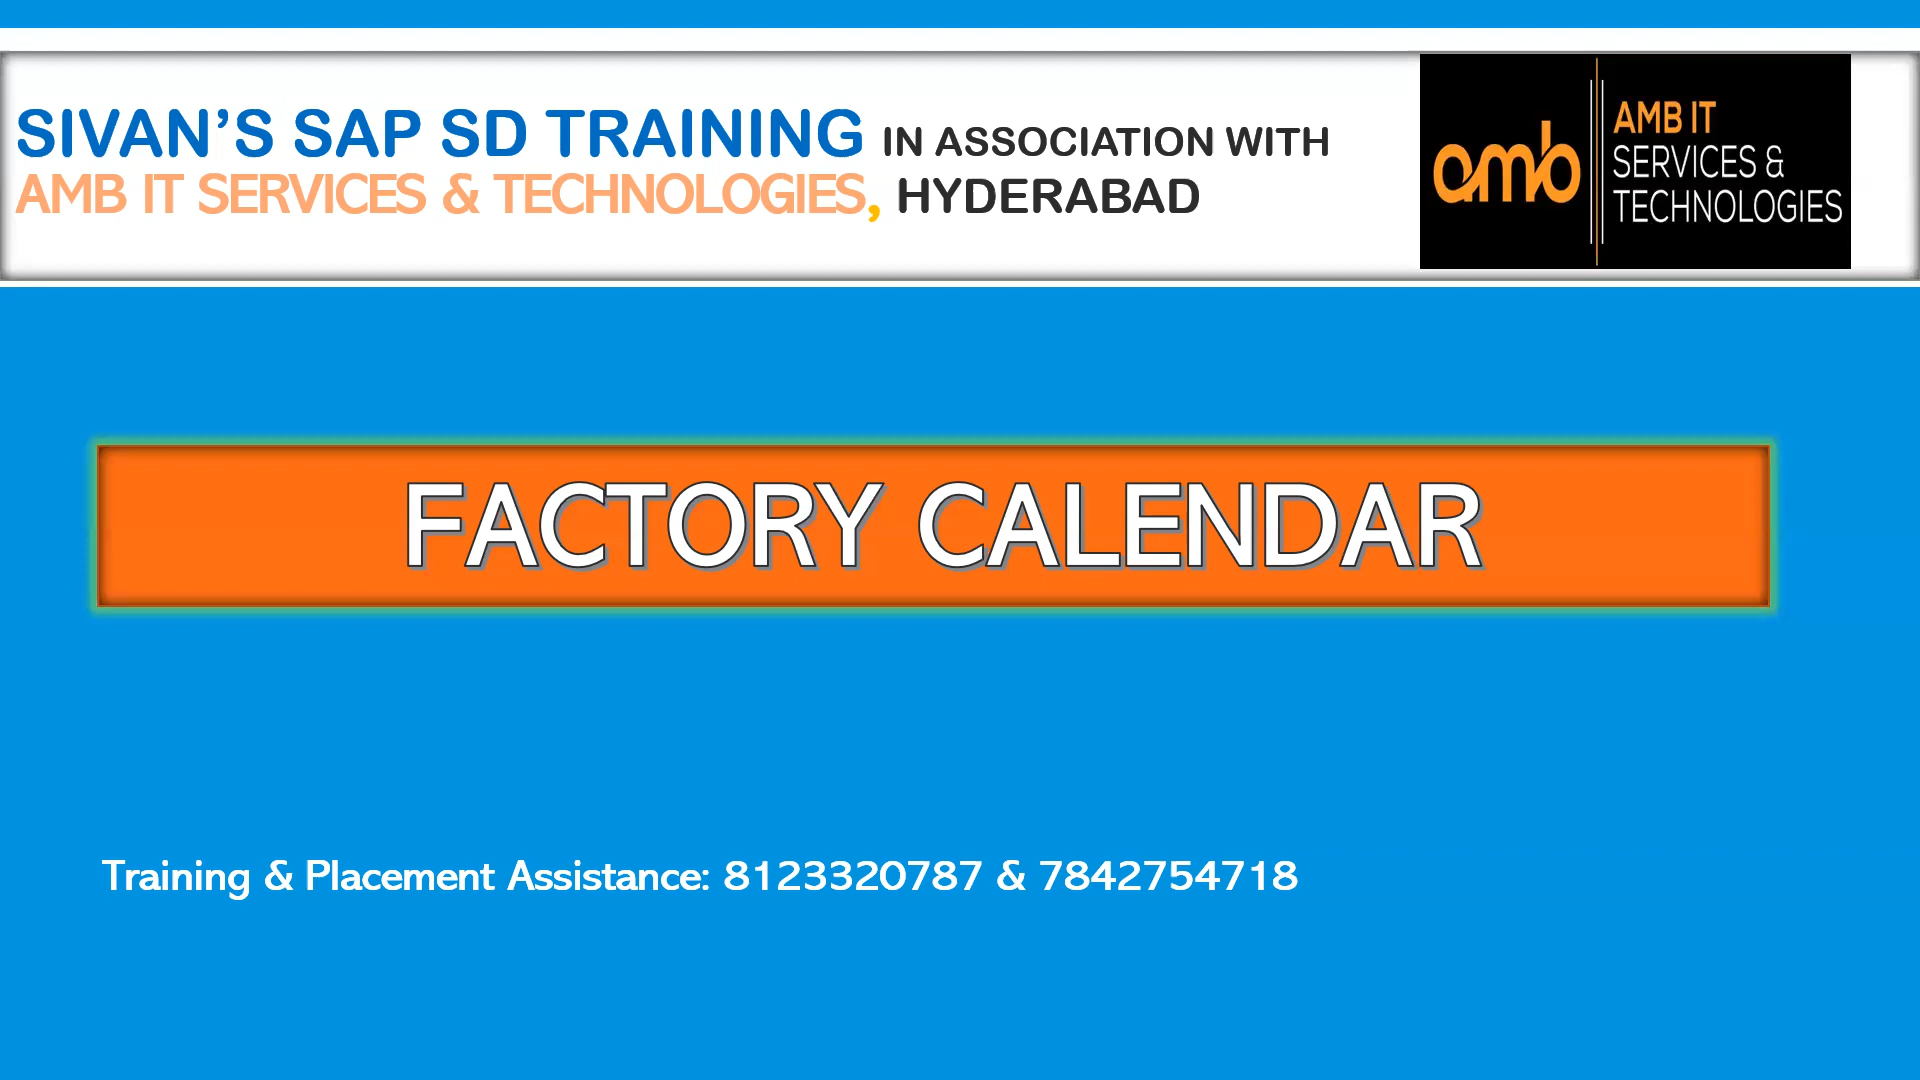 SIVAN’S SAP SD TRAINING IN ASSOCIATION WITH
AMB IT SERVICES & TECHNOLOGIES, HYDERABAD
amb
AMB IT
SERVICES &
TECHNOLOGIES
FACTORY CALENDAR
Training & Placement Assistance: 8123320787 & 7842754718